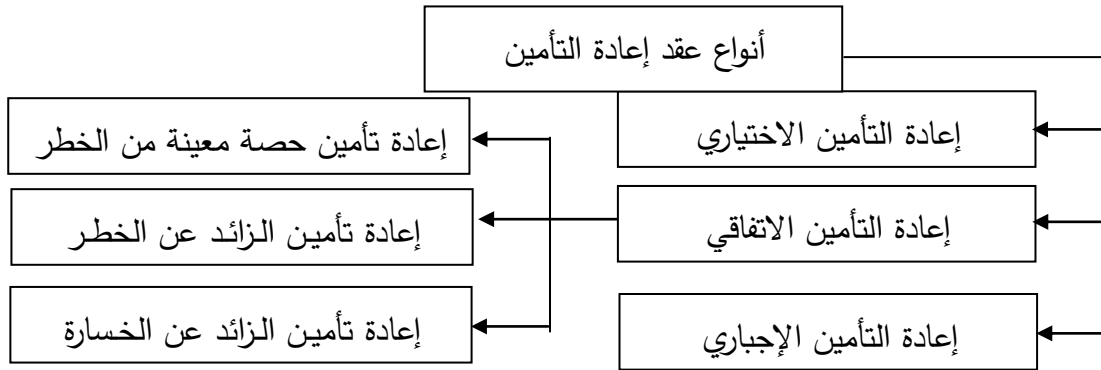 أنواع عقد إعادة التأمين
إعادة التأمين الاختياري
إعادة تأمين حصة معينة من الخطر
إعادة التأمين الاتفاقي
إعادة تأمين الزائد عن الخطر
إعادة التأمين الإجباري
إعادة تأمين الزائد عن الخسارة